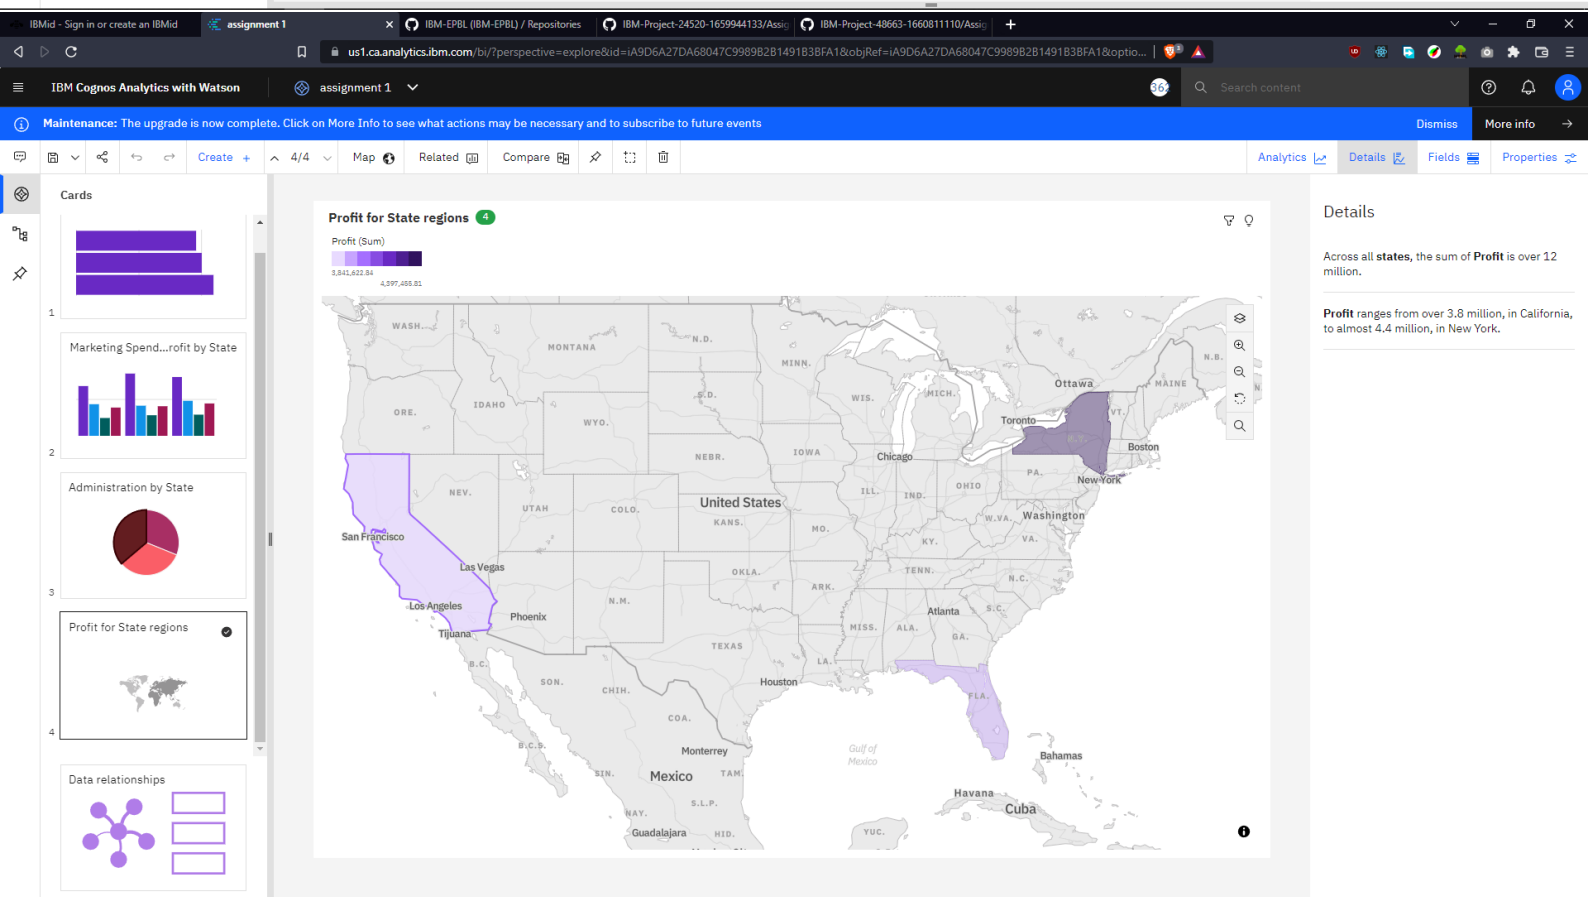 IBMid - Sign in or create an IBMid
assignment 1
IBM-EPBL (IBM-EPBL) / Repositories
IBM-Project-24520-1659944133/Assig
IBM-Project-48663-1660811110/Assig
us1.ca.analytics.ibm.com/bi/?perspective=explore&id=iA9D6A27DA68047C9989B2B1491B3BFA1&objRef=iA9D6A27DA68047C9989B2B1491B3BFA1&optio...
IBM Cognos Analytics with Watson
assignment 1
Search content
Maintenance: The upgrade is now complete. Click on More Info to see what actions may be necessary and to subscribe to future events
Dismiss
More info
Create +
4/4
Map
Related
Compare
Analytics
Details
Fields
Properties
Cards
1
Marketing Spend...rofit by State
2
Administration by State
3
Profit for State regions
4
Data relationships
Profit for State regions 4
Profit (Sum)
3,841,622.84
4,397,455.81
WASH.
MONTANA
N.D.
MINN.
Ottawa
MAINE
N.B.
ORE.
IDAHO
S.D.
WIS.
MICH.
Toronto
VT.
WYO.
N.Y.
Boston
NEBR.
IOWA
Chicago
PA.
New York
NEV.
UTAH
COLO.
United States
KANS.
ILL.
IND.
OHIO
W.VA.
Washington
MO.
KY.
VA.
San Francisco
Las Vegas
OKLA.
ARK.
TENN.
N.C.
Los Angeles
Phoenix
N.M.
Atlanta
S.C.
Tijuana
MISS.
ALA.
GA.
TEXAS
LA.
B.C.
SON.
CHIH.
Houston
FLA.
COA.
B.C.S.
Monterrey
Gulf of
Mexico
Bahamas
SIN.
Mexico
TAM.
Havana
Cuba
NAY.
S.L.P.
Guadalajara
HID.
YUC.
Details
Across all states, the sum of Profit is over 12
million.
Profit ranges from over 3.8 million, in California,
to almost 4.4 million, in New York.